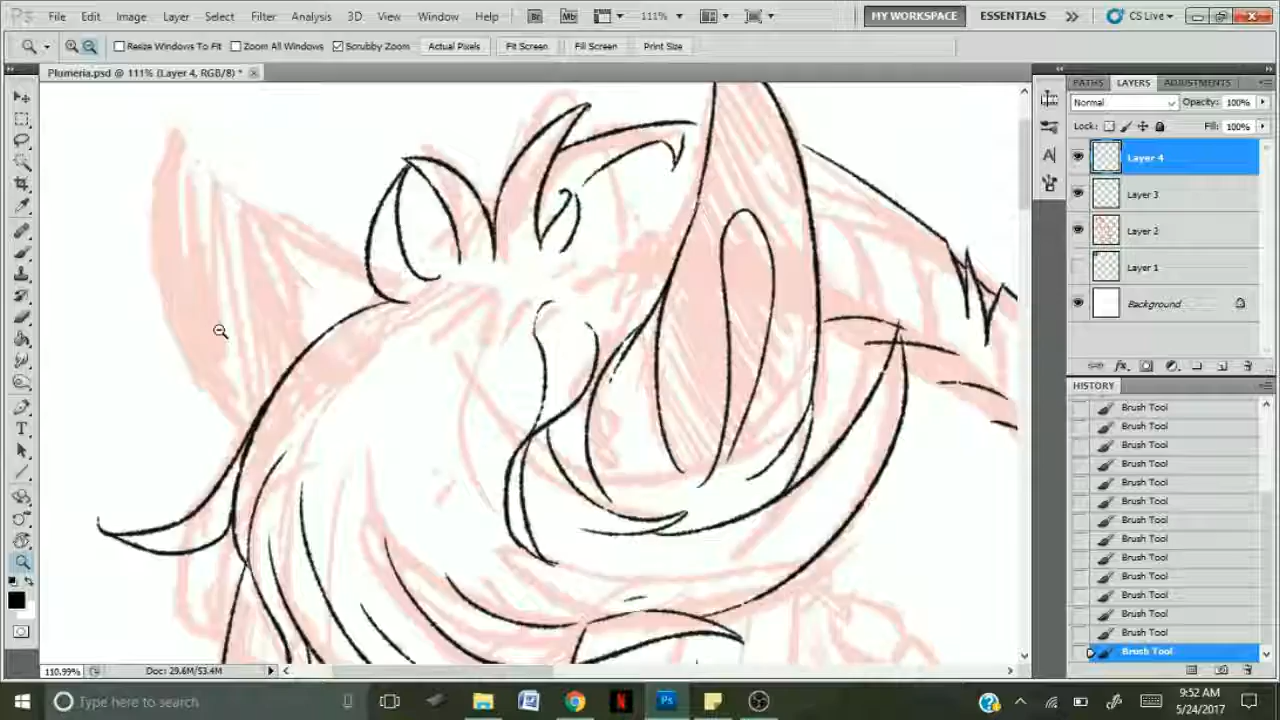 Ps File Edit Image Layer Select Filter Analysis 3D View Window Help Br Mb 111% MY WORKSPACE ESSENTIALS CS Live
Resize Windows To Fit Zoom All Windows Scrubby Zoom Actual Pixels Fit Screen Fill Screen Print Size
Plumeria.psd @ 111% (Layer 4, RGB/8) *
PATHS LAYERS ADJUSTMENTS
Normal Opacity: 100%
Lock: Fill: 100%
Layer 4
Layer 3
Layer 2
Layer 1
Background
HISTORY
Brush Tool
Brush Tool
Brush Tool
Brush Tool
Brush Tool
Brush Tool
Brush Tool
Brush Tool
Brush Tool
Brush Tool
Brush Tool
Brush Tool
Brush Tool
Brush Tool
110.99% Doc: 29.6M/53.4M
Type here to search
9:52 AM
5/24/2017